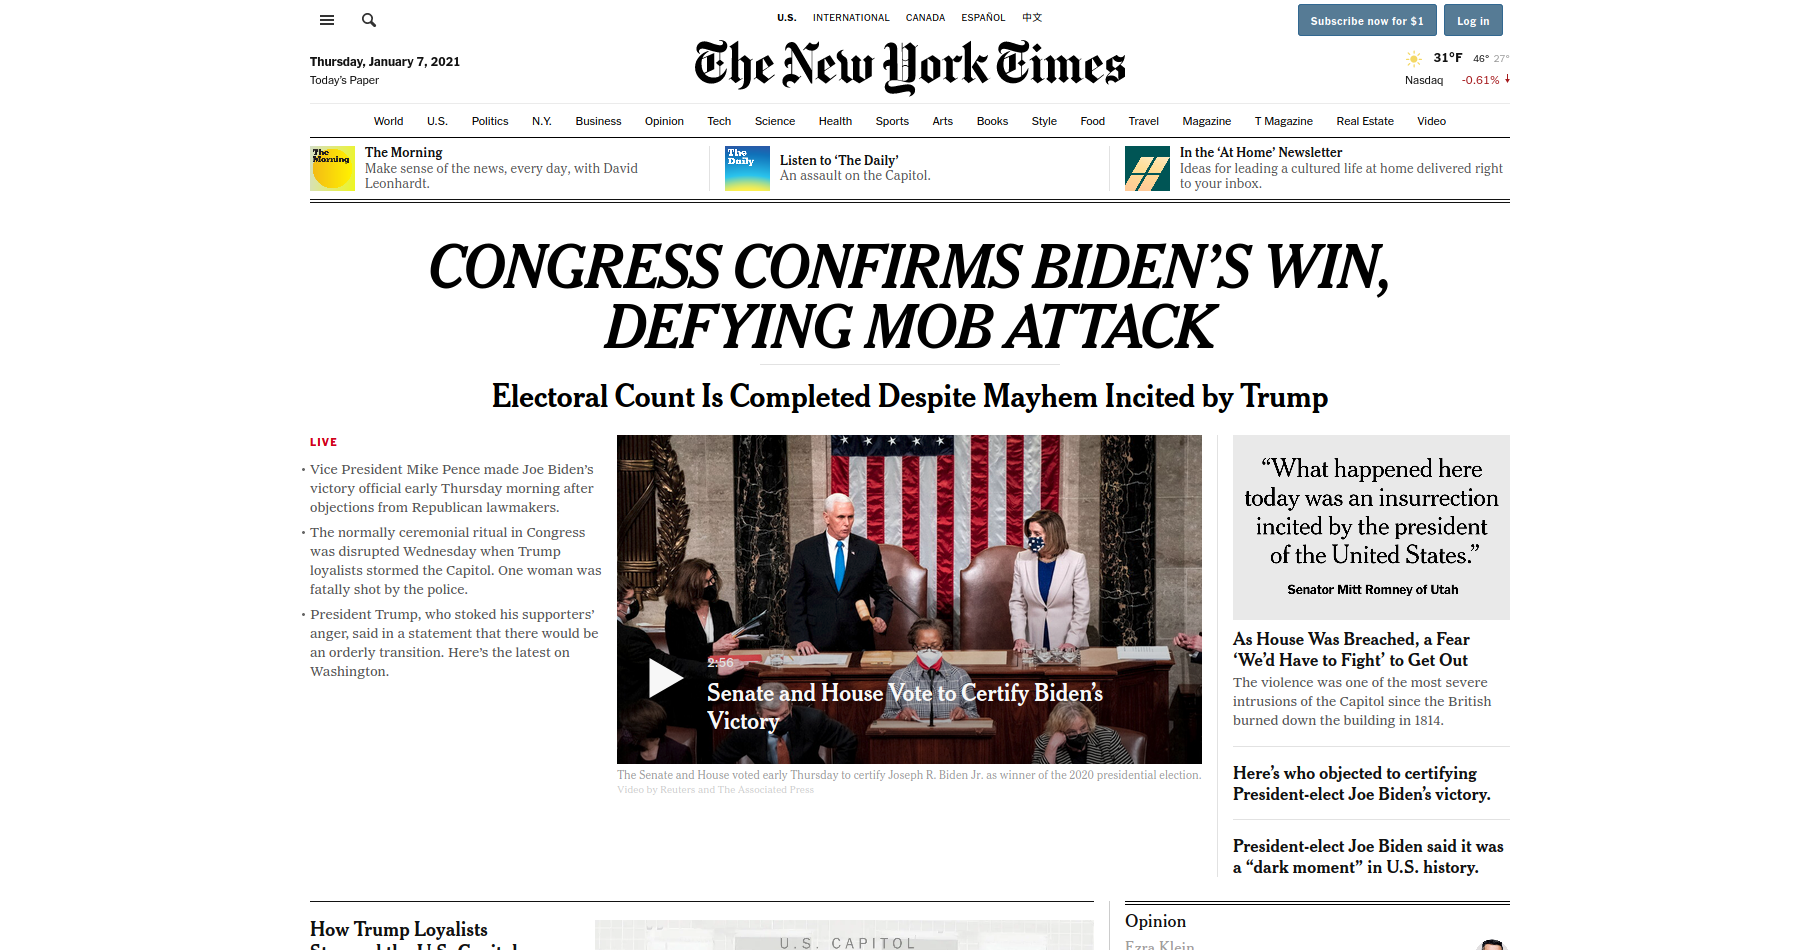 U.S. INTERNATIONAL CANADA ESPAÑOL 中文
Subscribe now for $1
Log in
Thursday, January 7, 2021
Today's Paper
The New York Times
31°F 46° 27°
Nasdaq -0.61%
World U.S. Politics N.Y. Business Opinion Tech Science Health Sports Arts Books Style Food Travel Magazine T Magazine Real Estate Video
The
Morning
The Morning
Make sense of the news, every day, with David
Leonhardt.
The
Daily
Listen to ‘The Daily’
An assault on the Capitol.
In the ‘At Home’ Newsletter
Ideas for leading a cultured life at home delivered right
to your inbox.
CONGRESS CONFIRMS BIDEN’S WIN,
DEFYING MOB ATTACK
Electoral Count Is Completed Despite Mayhem Incited by Trump
LIVE
• Vice President Mike Pence made Joe Biden’s
victory official early Thursday morning after
objections from Republican lawmakers.
• The normally ceremonial ritual in Congress
was disrupted Wednesday when Trump
loyalists stormed the Capitol. One woman was
fatally shot by the police.
• President Trump, who stoked his supporters’
anger, said in a statement that there would be
an orderly transition. Here’s the latest on
Washington.
2:56
Senate and House Vote to Certify Biden’s
Victory
The Senate and House voted early Thursday to certify Joseph R. Biden Jr. as winner of the 2020 presidential election.
Video by Reuters and The Associated Press
“What happened here
today was an insurrection
incited by the president
of the United States.”
Senator Mitt Romney of Utah
As House Was Breached, a Fear
‘We’d Have to Fight’ to Get Out
The violence was one of the most severe
intrusions of the Capitol since the British
burned down the building in 1814.
Here’s who objected to certifying
President-elect Joe Biden’s victory.
President-elect Joe Biden said it was
a “dark moment” in U.S. history.
How Trump Loyalists
Stormed the U.S. Capitol
U.S. CAPITOL
Opinion
Ezra Klein